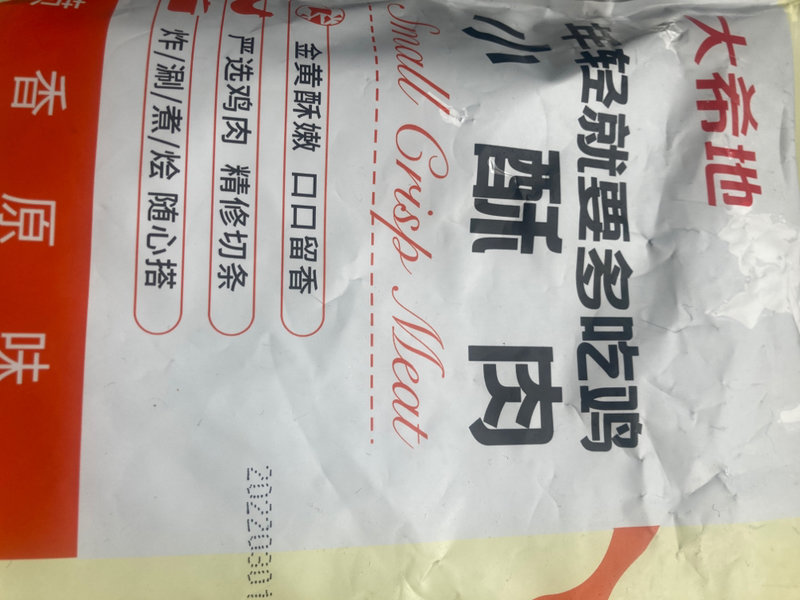 大希地
年轻就要多吃鸡
小酥肉
Small Crisp Meat
金黄酥嫩 口口留香
严选鸡肉 精修切条
炸/涮/煮/烩 随心搭
香原味
20220301